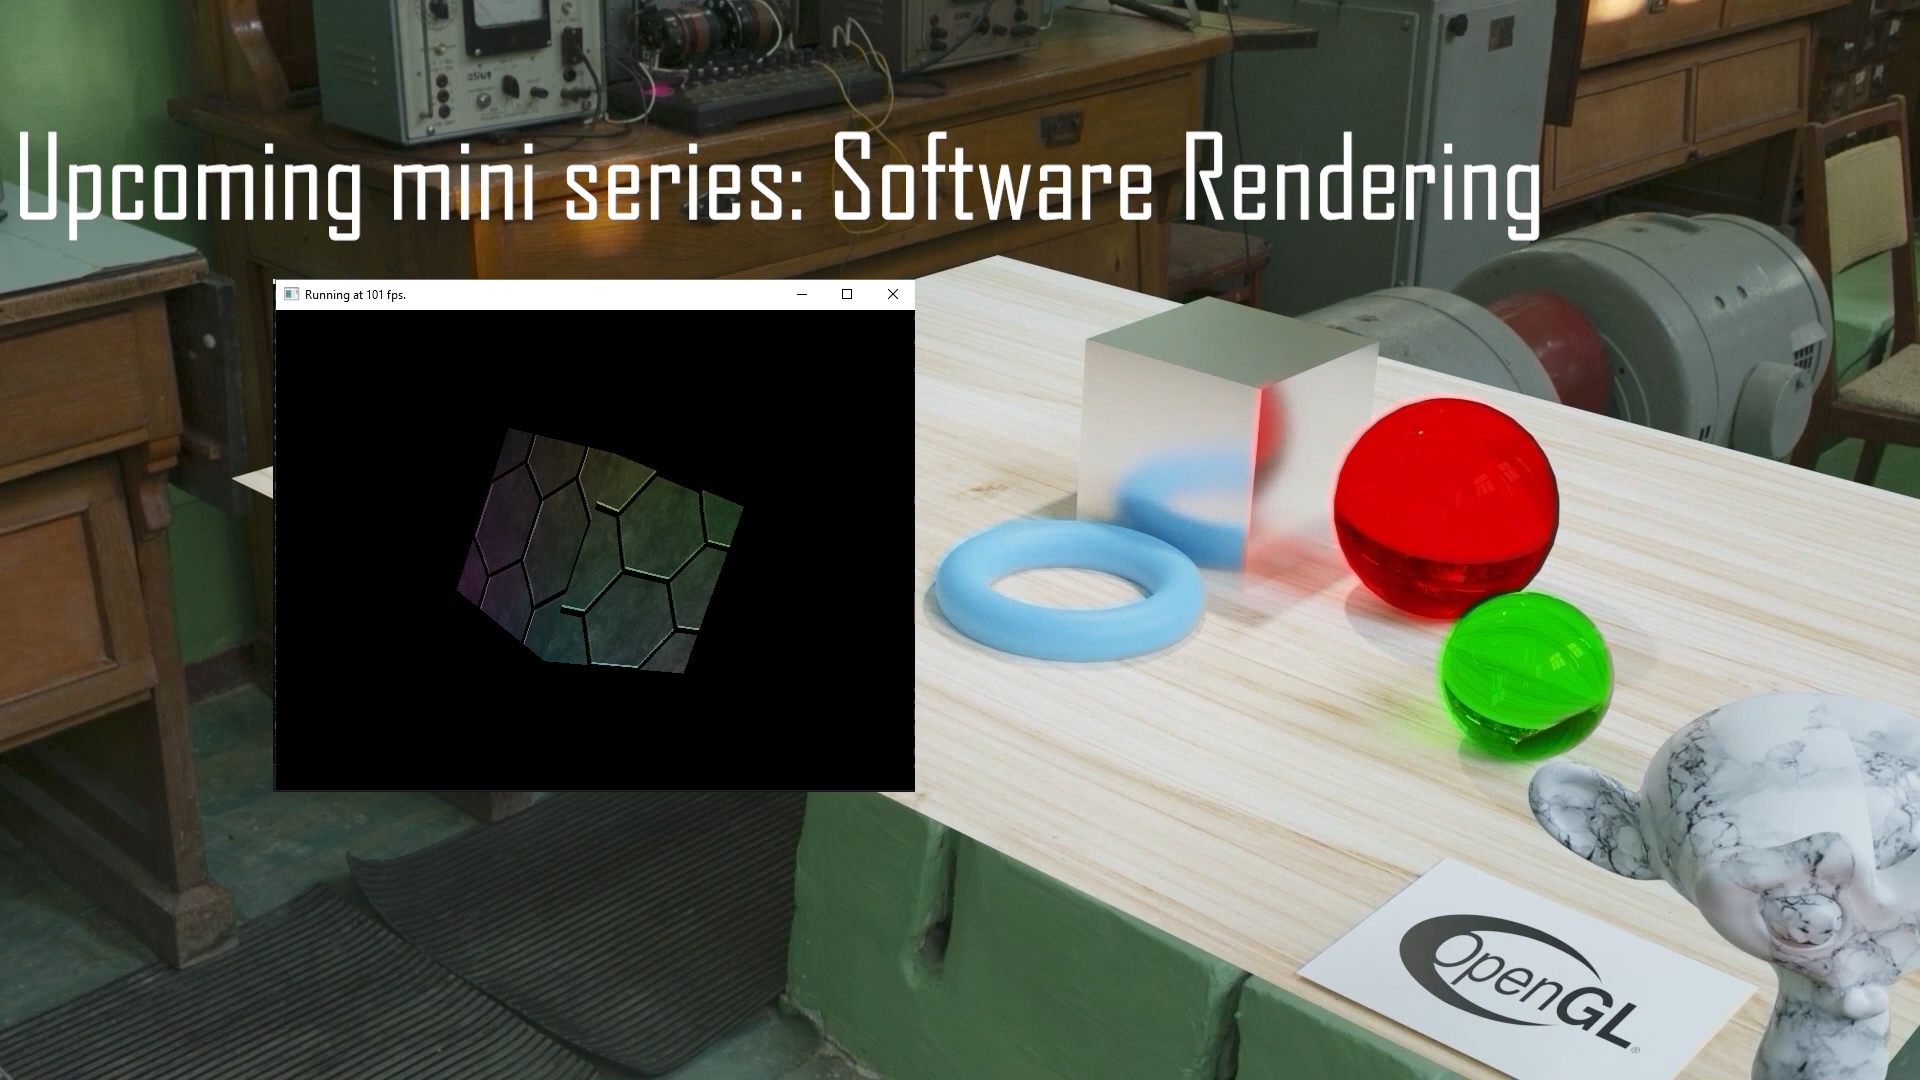 Upcoming mini series: Software Rendering
Running at 101 fps.
OpenGL®